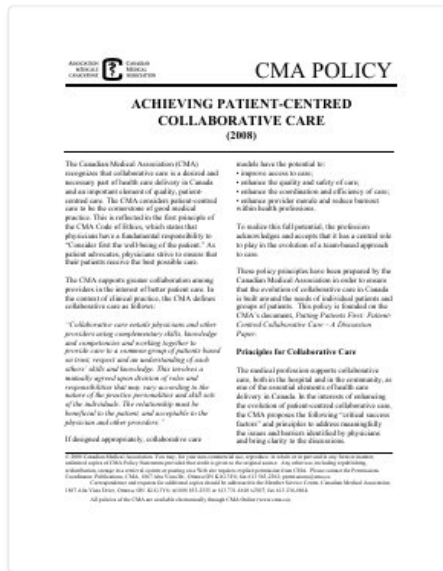 ASSOCIATION MÉDICALE CANADIENNE
CANADIAN MEDICAL ASSOCIATION
CMA POLICY
ACHIEVING PATIENT-CENTRED
COLLABORATIVE CARE
(2008)
The Canadian Medical Association (CMA)
recognizes that collaborative care is a desired and
necessary part of health care delivery in Canada
and an important element of quality, patient-
centred care. The CMA considers patient-centred
care to be the cornerstone of good medical
practice. This is reflected in the first principle of
the CMA Code of Ethics, which states that
physicians have a fundamental responsibility to
"Consider first the well-being of the patient." As
patient advocates, physicians strive to ensure that
their patients receive the best possible care.
The CMA supports greater collaboration among
providers in the interest of better patient care. In
the context of clinical practice, the CMA defines
collaborative care as follows:
"Collaborative care entails physicians and other
providers using complementary skills, knowledge
and competencies and working together to
provide care to a common group of patients based
on trust, respect and an understanding of each
others' skills and knowledge. This involves a
mutually agreed upon division of roles and
responsibilities that may vary according to the
nature of the practice personalities and skill sets
of the individuals. The relationship must be
beneficial to the patient, and acceptable to the
physician and other providers."
If designed appropriately, collaborative care
models have the potential to:
• improve access to care;
• enhance the quality and safety of care;
• enhance the coordination and efficiency of care;
• enhance provider morale and reduce burnout
within health professions.
To realize this full potential, the profession
acknowledges and accepts that it has a central role
to play in the evolution of a team-based approach
to care.
These policy principles have been prepared by the
Canadian Medical Association in order to ensure
that the evolution of collaborative care in Canada
is built around the needs of individual patients and
groups of patients. This policy is founded on the
CMA's document, Putting Patients First: Patient-
Centred Collaborative Care – A Discussion
Paper.
Principles for Collaborative Care
The medical profession supports collaborative
care, both in the hospital and in the community, as
one of the essential elements of health care
delivery in Canada. In the interests of enhancing
the evolution of patient-centred collaborative care,
the CMA proposes the following "critical success
factors" and principles to address meaningfully
the issues and barriers identified by physicians
and bring clarity to the discussions.
All policies of the CMA are available electronically through CMA Online